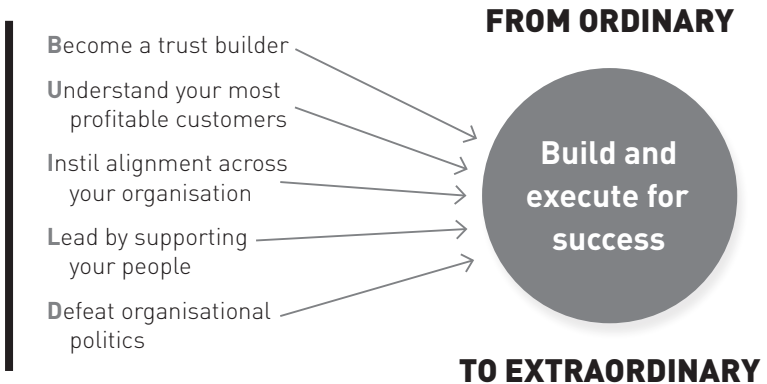 FROM ORDINARY
Become a trust builder
Understand your most
profitable customers
Instil alignment across
your organisation
Lead by supporting
your people
Defeat organisational
politics
Build and
execute for
success
TO EXTRAORDINARY